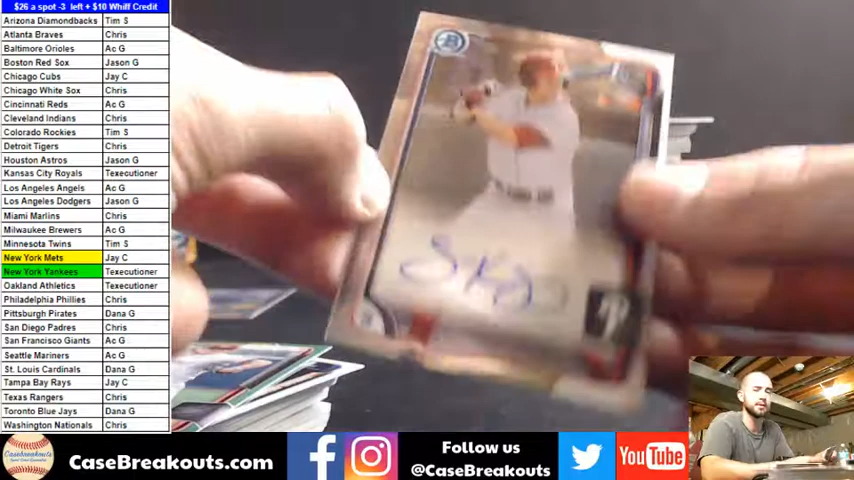 $26 a spot -3 left + $10 Whiff Credit
Arizona Diamondbacks Tim S
Atlanta Braves Chris
Baltimore Orioles Ac G
Boston Red Sox Jason G
Chicago Cubs Jay C
Chicago White Sox Chris
Cincinnati Reds Ac G
Cleveland Indians Chris
Colorado Rockies Tim S
Detroit Tigers Chris
Houston Astros Jason G
Kansas City Royals Texecutioner
Los Angeles Angels Ac G
Los Angeles Dodgers Jason G
Miami Marlins Chris
Milwaukee Brewers Ac G
Minnesota Twins Tim S
New York Mets Jay C
New York Yankees Texecutioner
Oakland Athletics Texecutioner
Philadelphia Phillies Chris
Pittsburgh Pirates Dana G
San Diego Padres Chris
San Francisco Giants Ac G
Seattle Mariners Ac G
St. Louis Cardinals Dana G
Tampa Bay Rays Jay C
Texas Rangers Chris
Toronto Blue Jays Dana G
Washington Nationals Chris
CaseBreakouts.com
Follow us
@CaseBreakouts
YouTube
B